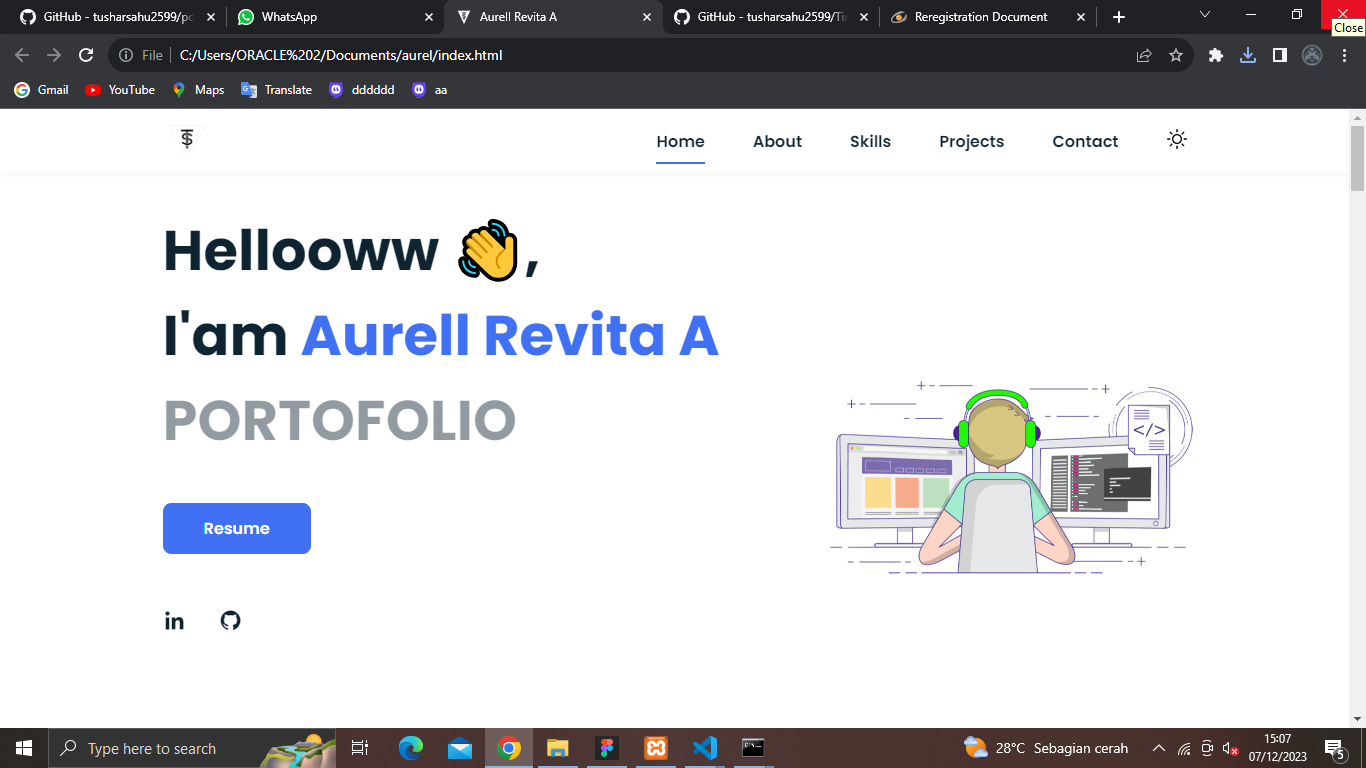 GitHub - tusharsahu2599/po
WhatsApp
Aurell Revita A
GitHub - tusharsahu2599/Ti
Reregistration Document
Close
File
C:/Users/ORACLE%202/Documents/aurel/index.html
Gmail
YouTube
Maps
Translate
dddddd
aa
Home
About
Skills
Projects
Contact
Hellooww 👋,
I'am Aurell Revita A
PORTOFOLIO
</>
Resume
in
Type here to search
28°C Sebagian cerah
15:07
07/12/2023
5